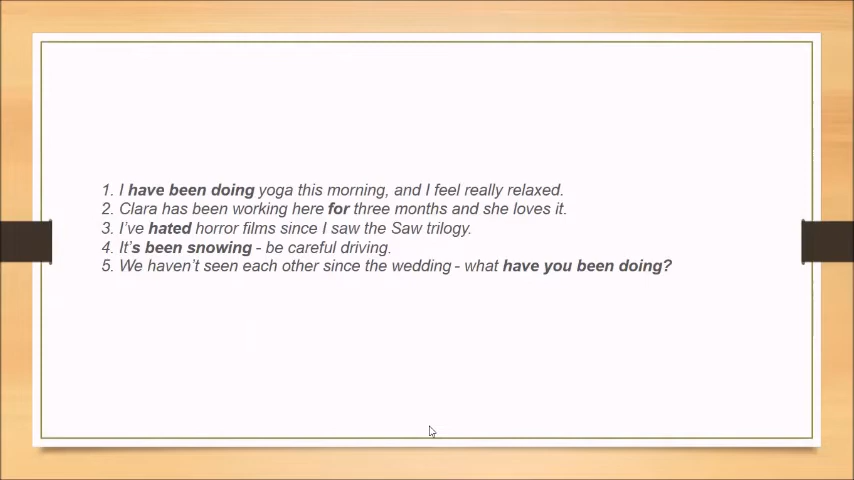 1. I have been doing yoga this morning, and I feel really relaxed.
2. Clara has been working here for three months and she loves it.
3. I've hated horror films since I saw the Saw trilogy.
4. It's been snowing - be careful driving.
5. We haven't seen each other since the wedding - what have you been doing?